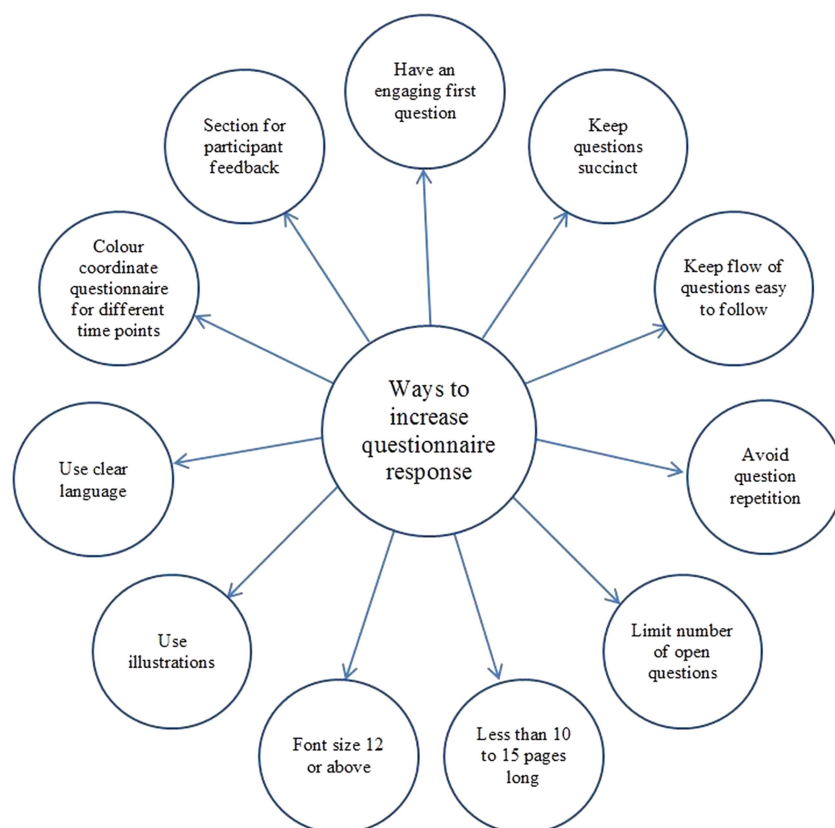 Have an
engaging first
question
Keep
questions
succinct
Keep flow of
questions easy
to follow
Avoid
question
repetition
Limit number
of open
questions
Less than 10
to 15 pages
long
Font size 12
or above
Use
illustrations
Use clear
language
Colour
coordinate
questionnaire
for different
time points
Section for
participant
feedback
Ways to
increase
questionnaire
response